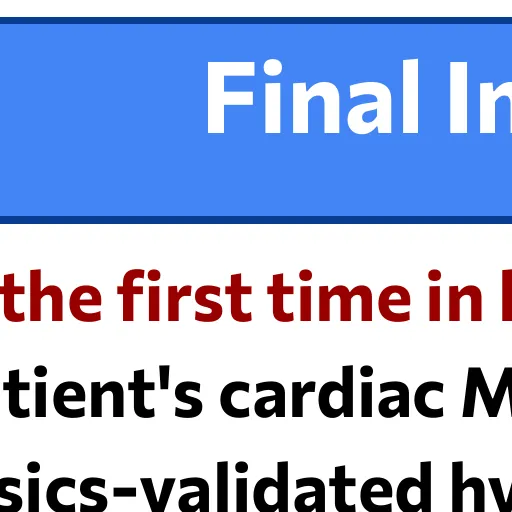 Final In
the first time in
tient's cardiac M
sics-validated hy